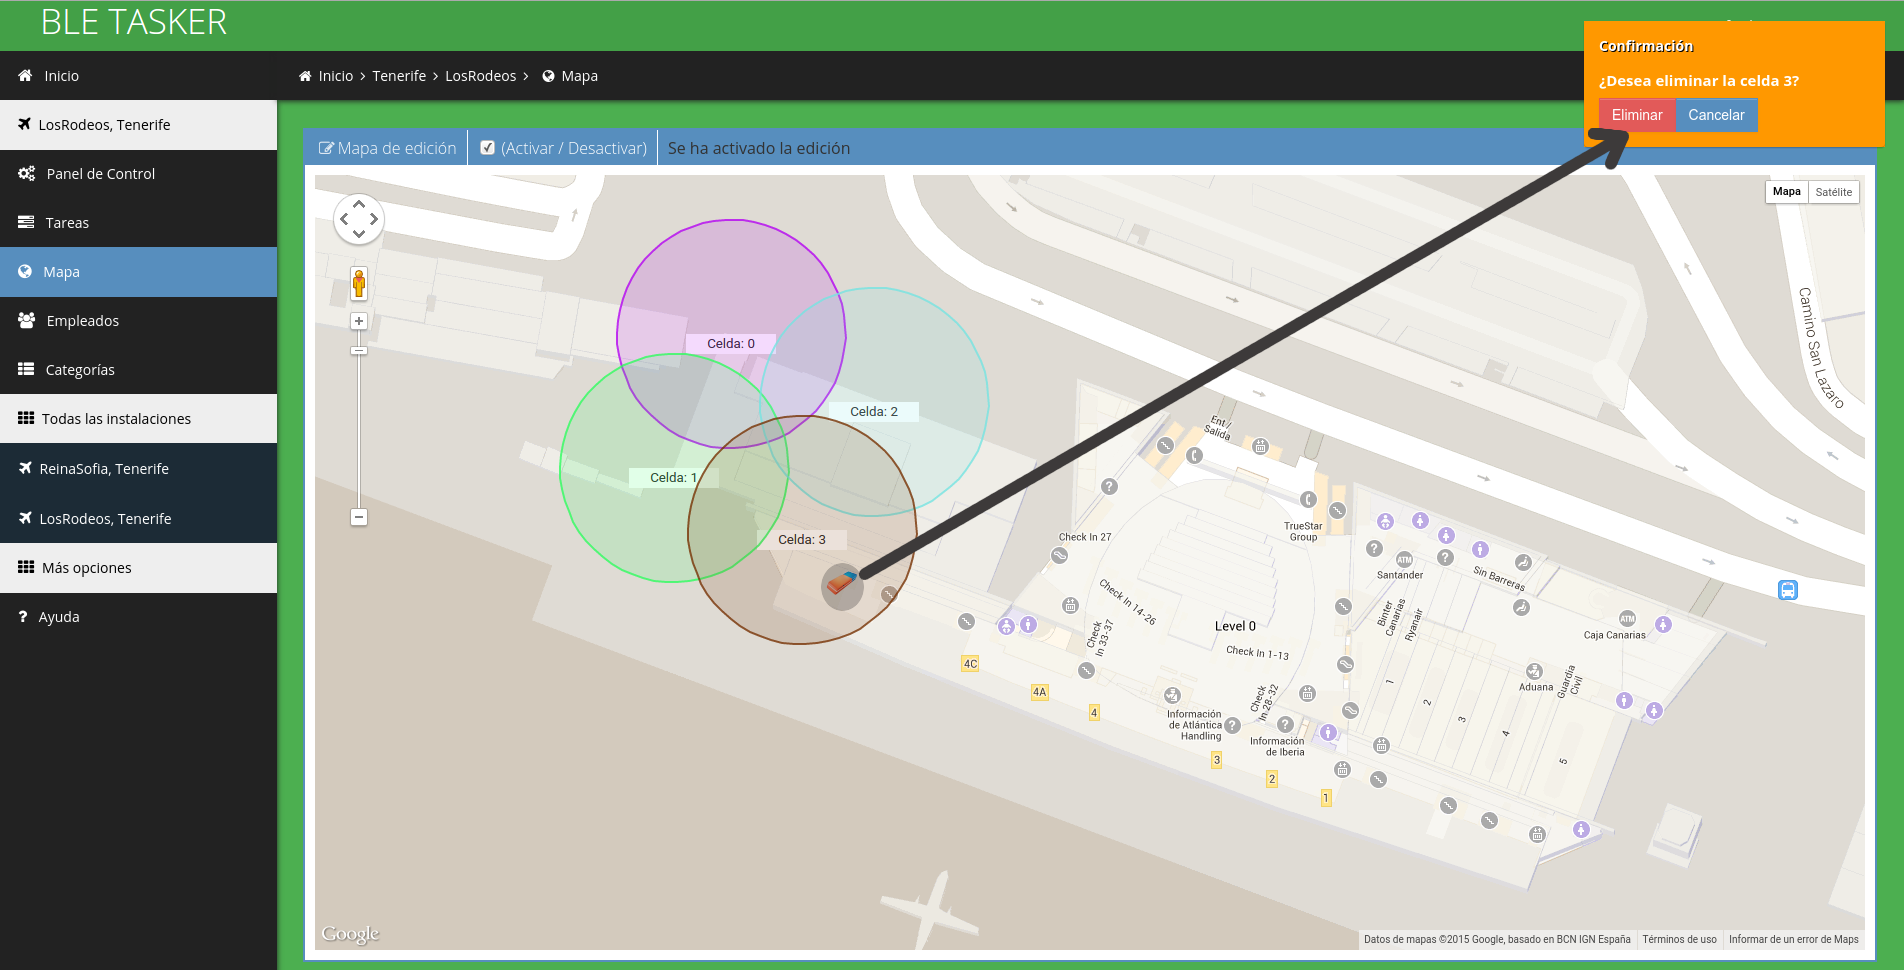 BLE TASKER
Confirmación
¿Desea eliminar la celda 3?
Eliminar
Cancelar
Inicio
Inicio > Tenerife > LosRodeos > Mapa
LosRodeos, Tenerife
Panel de Control
Tareas
Mapa
Empleados
Categorías
Todas las instalaciones
ReinaSofia, Tenerife
LosRodeos, Tenerife
Más opciones
? Ayuda
Mapa de edición
(Activar / Desactivar)
Se ha activado la edición
Mapa
Satélite
Camino San Lazaro
Celda: 0
Celda: 2
Celda: 1
Celda: 3
Ent /
Salida
TrueStar
Group
Check In 27
Check In 14-26
Check
In 33-37
Level 0
Check In 1-13
Check
In 28-32
ATM
Santander
Sin Barreras
Binter
Canarias
Ryanair
ATM
Caja Canarias
Aduana
Guardia
Civil
1
2
3
4
5
4C
4A
4
3
2
1
Información
de Atlántica
Handling
Información
de Iberia
Google
Datos de mapas ©2015 Google, basado en BCN IGN España
Términos de uso
Informar de un error de Maps